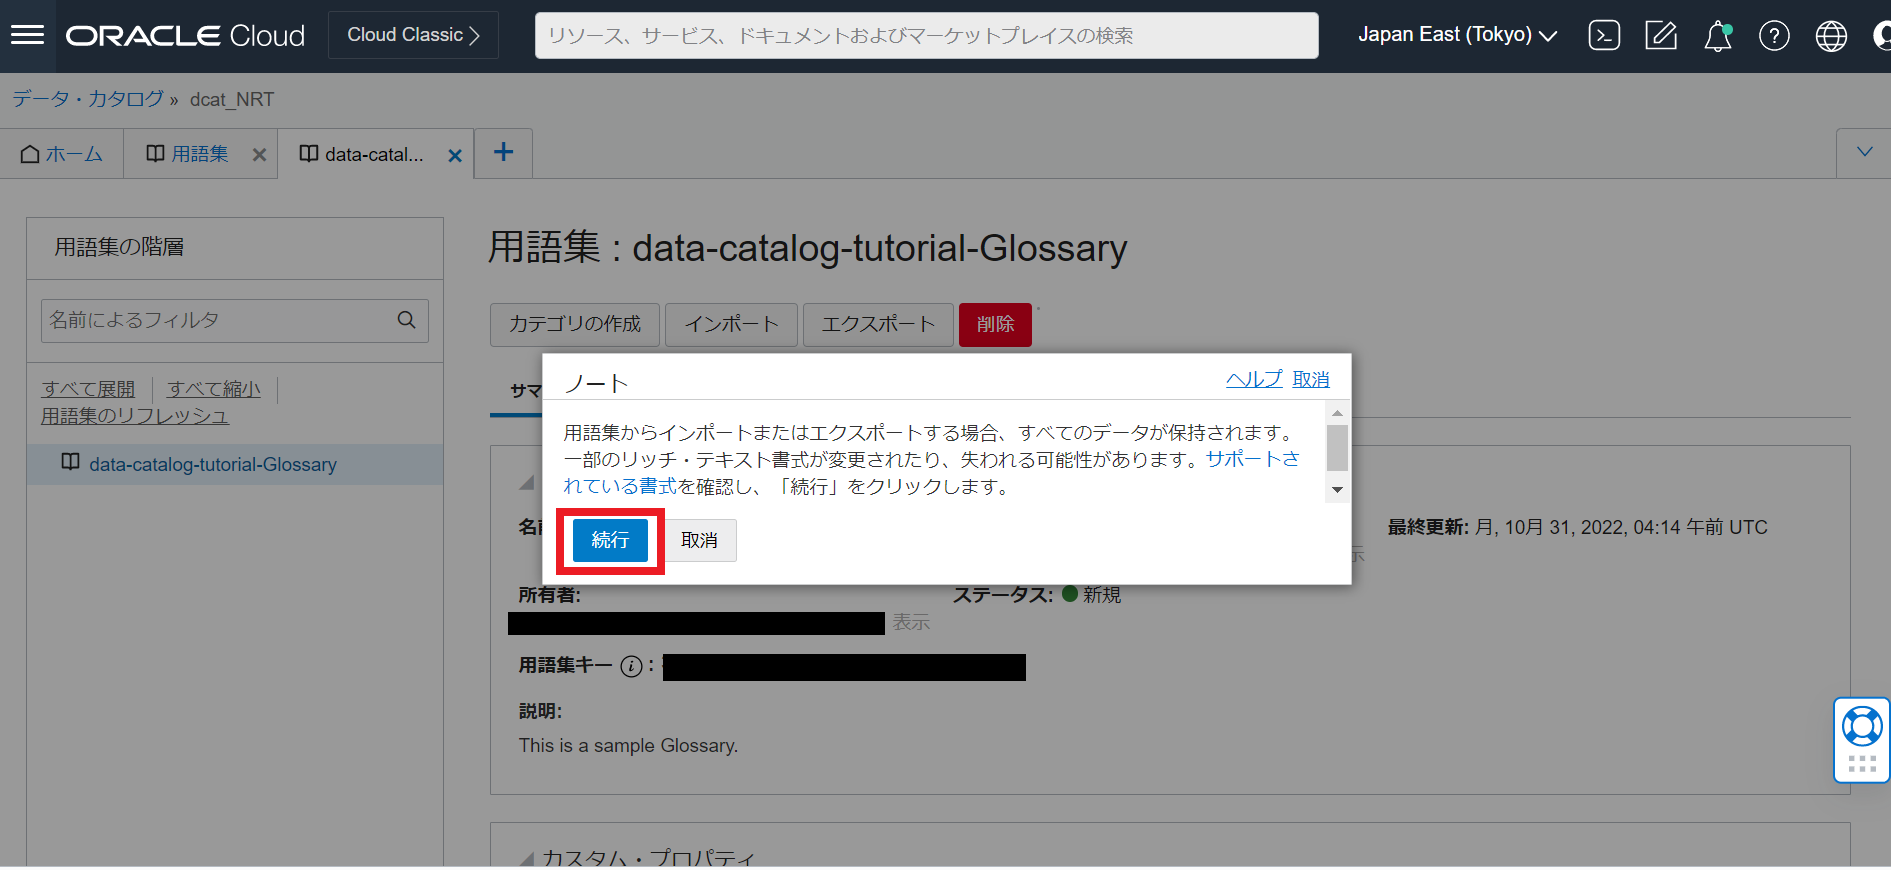 ORACLE Cloud
Cloud Classic
リソース、サービス、ドキュメントおよびマーケットプレイスの検索
Japan East (Tokyo)
データ・カタログ » dcat_NRT
ホーム
用語集
data-catal...
用語集の階層
名前によるフィルタ
すべて展開
すべて縮小
用語集のリフレッシュ
data-catalog-tutorial-Glossary
用語集 : data-catalog-tutorial-Glossary
カテゴリの作成
インポート
エクスポート
削除
サマ
ノート
ヘルプ 取消
用語集からインポートまたはエクスポートする場合、すべてのデータが保持されます。
一部のリッチ・テキスト書式が変更されたり、失われる可能性があります。サポートさ
れている書式を確認し、「続行」をクリックします。
続行
取消
名前
最終更新: 月, 10月 31, 2022, 04:14 午前 UTC
示
所有者:
表示
ステータス: 新規
用語集キー :
説明:
This is a sample Glossary.
カスタム・プロパティ